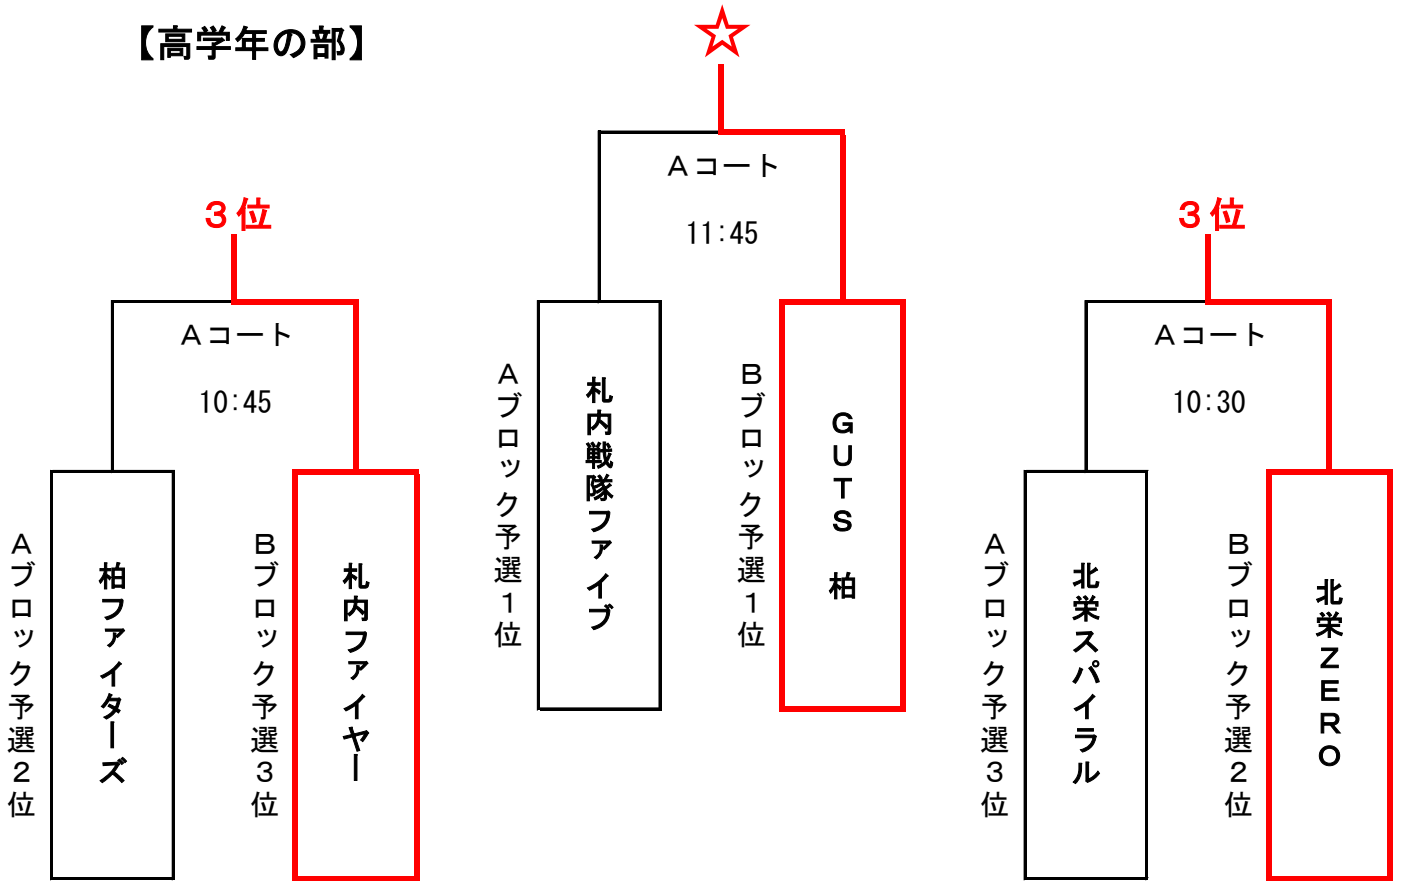 【高学年の部】
☆
Aコート
11:45
3位
Aコート
10:45
3位
Aコート
10:30
Aブロック予選1位
札内戦隊ファイブ
Bブロック予選1位
GUTS 柏
Aブロック予選2位
柏ファイターズ
Bブロック予選3位
札内ファイヤー
Aブロック予選3位
北栄スパイラル
Bブロック予選2位
北栄ZERO